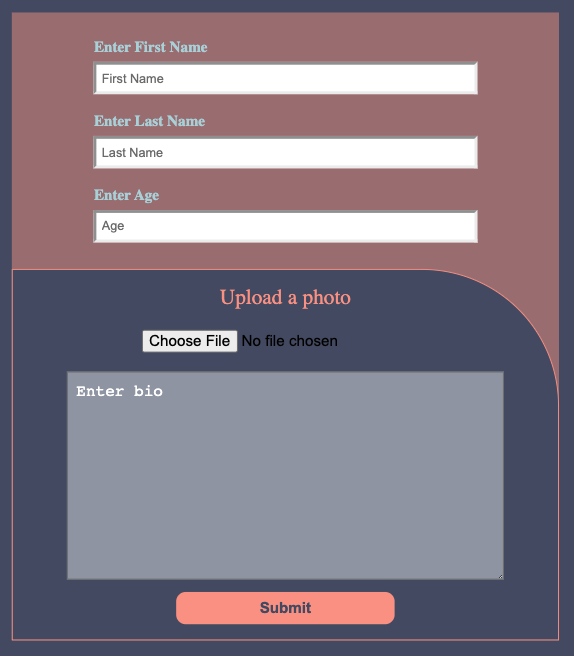 Enter First Name
First Name
Enter Last Name
Last Name
Enter Age
Age
Upload a photo
Choose File No file chosen
Enter bio
Submit